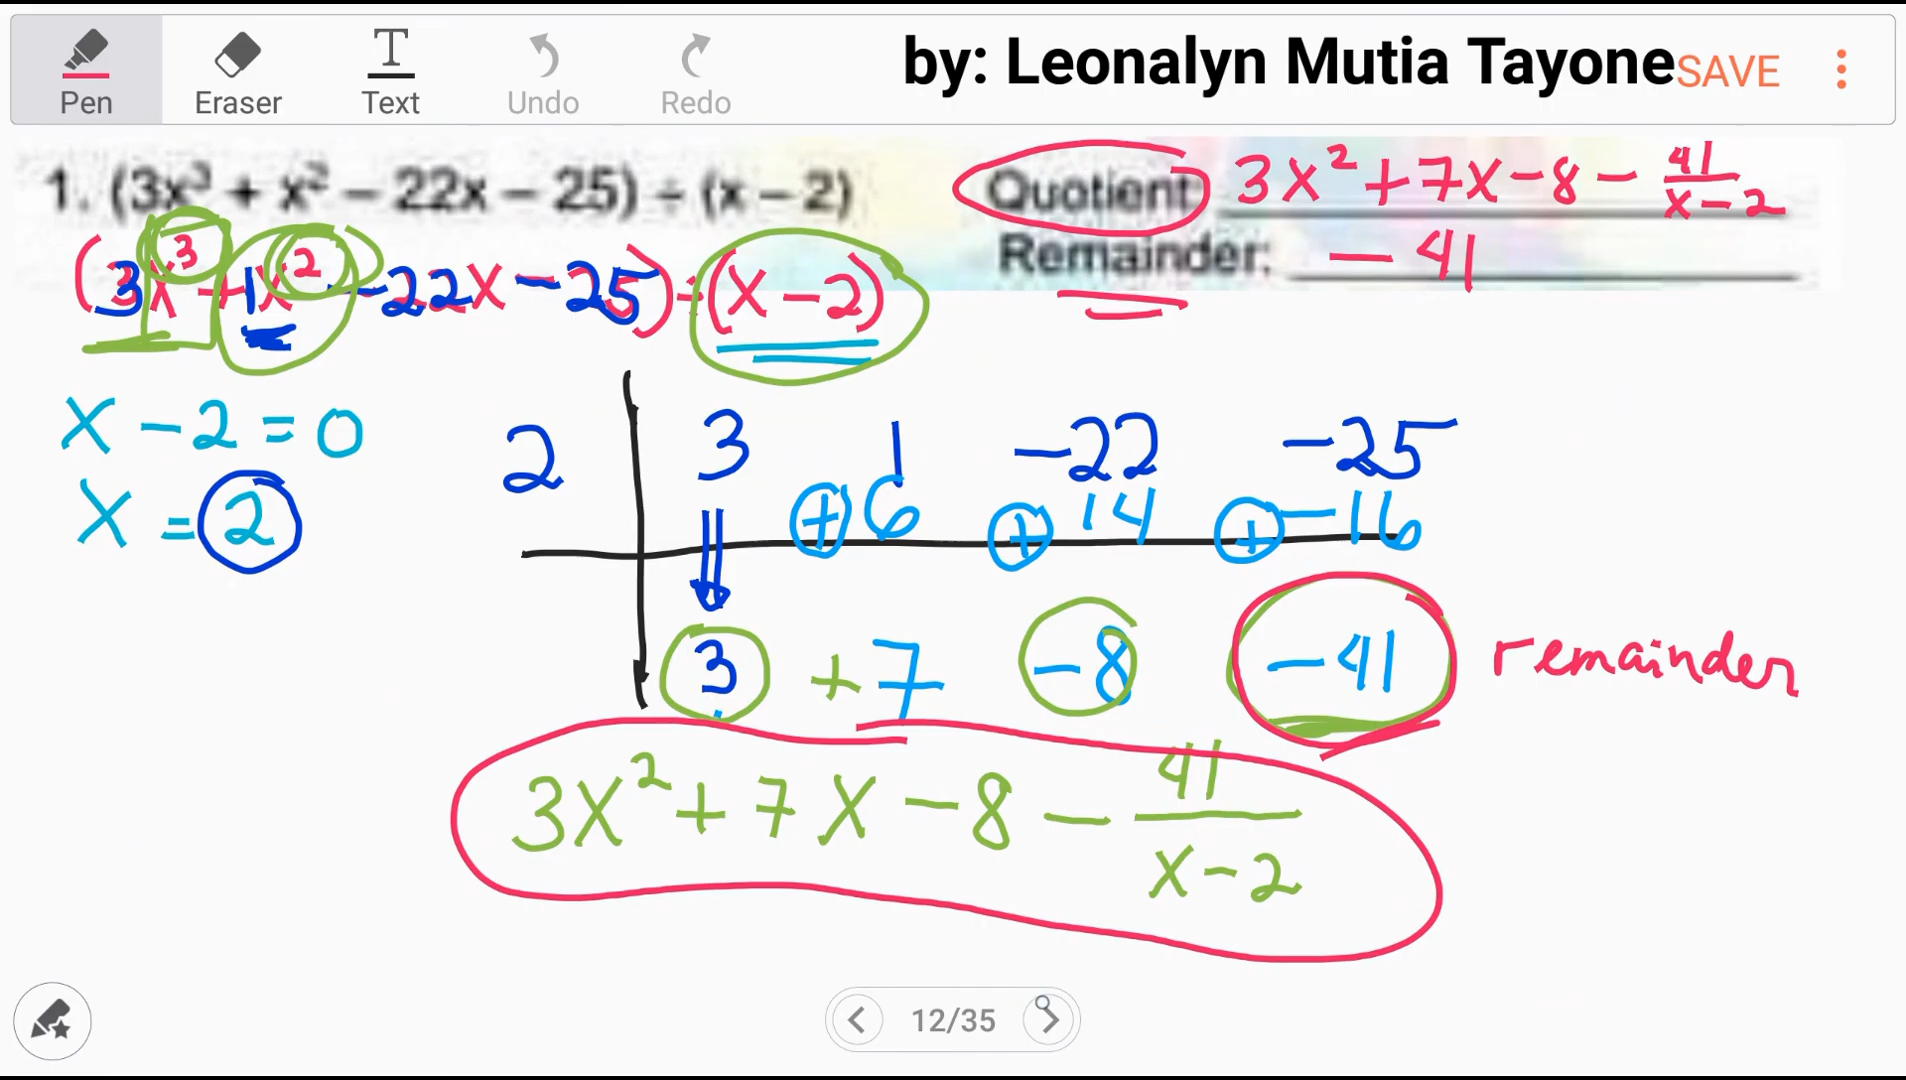 Pen Eraser Text Undo Redo by: Leonalyn Mutia Tayone SAVE
1. (3x³ + x² − 22x − 25) ÷ (x − 2)
Quotient: 3x² + 7x − 8 − 41/x − 2
Remainder: − 41
(3x³ + 1x² − 22x − 25) ÷ (x − 2)
x − 2 = 0
x = 2
2 3 1 −22 −25
+ 6 + 14 + −16
3 + 7 −8 −41 remainder
3x² + 7x − 8 − 41/x − 2
12/35